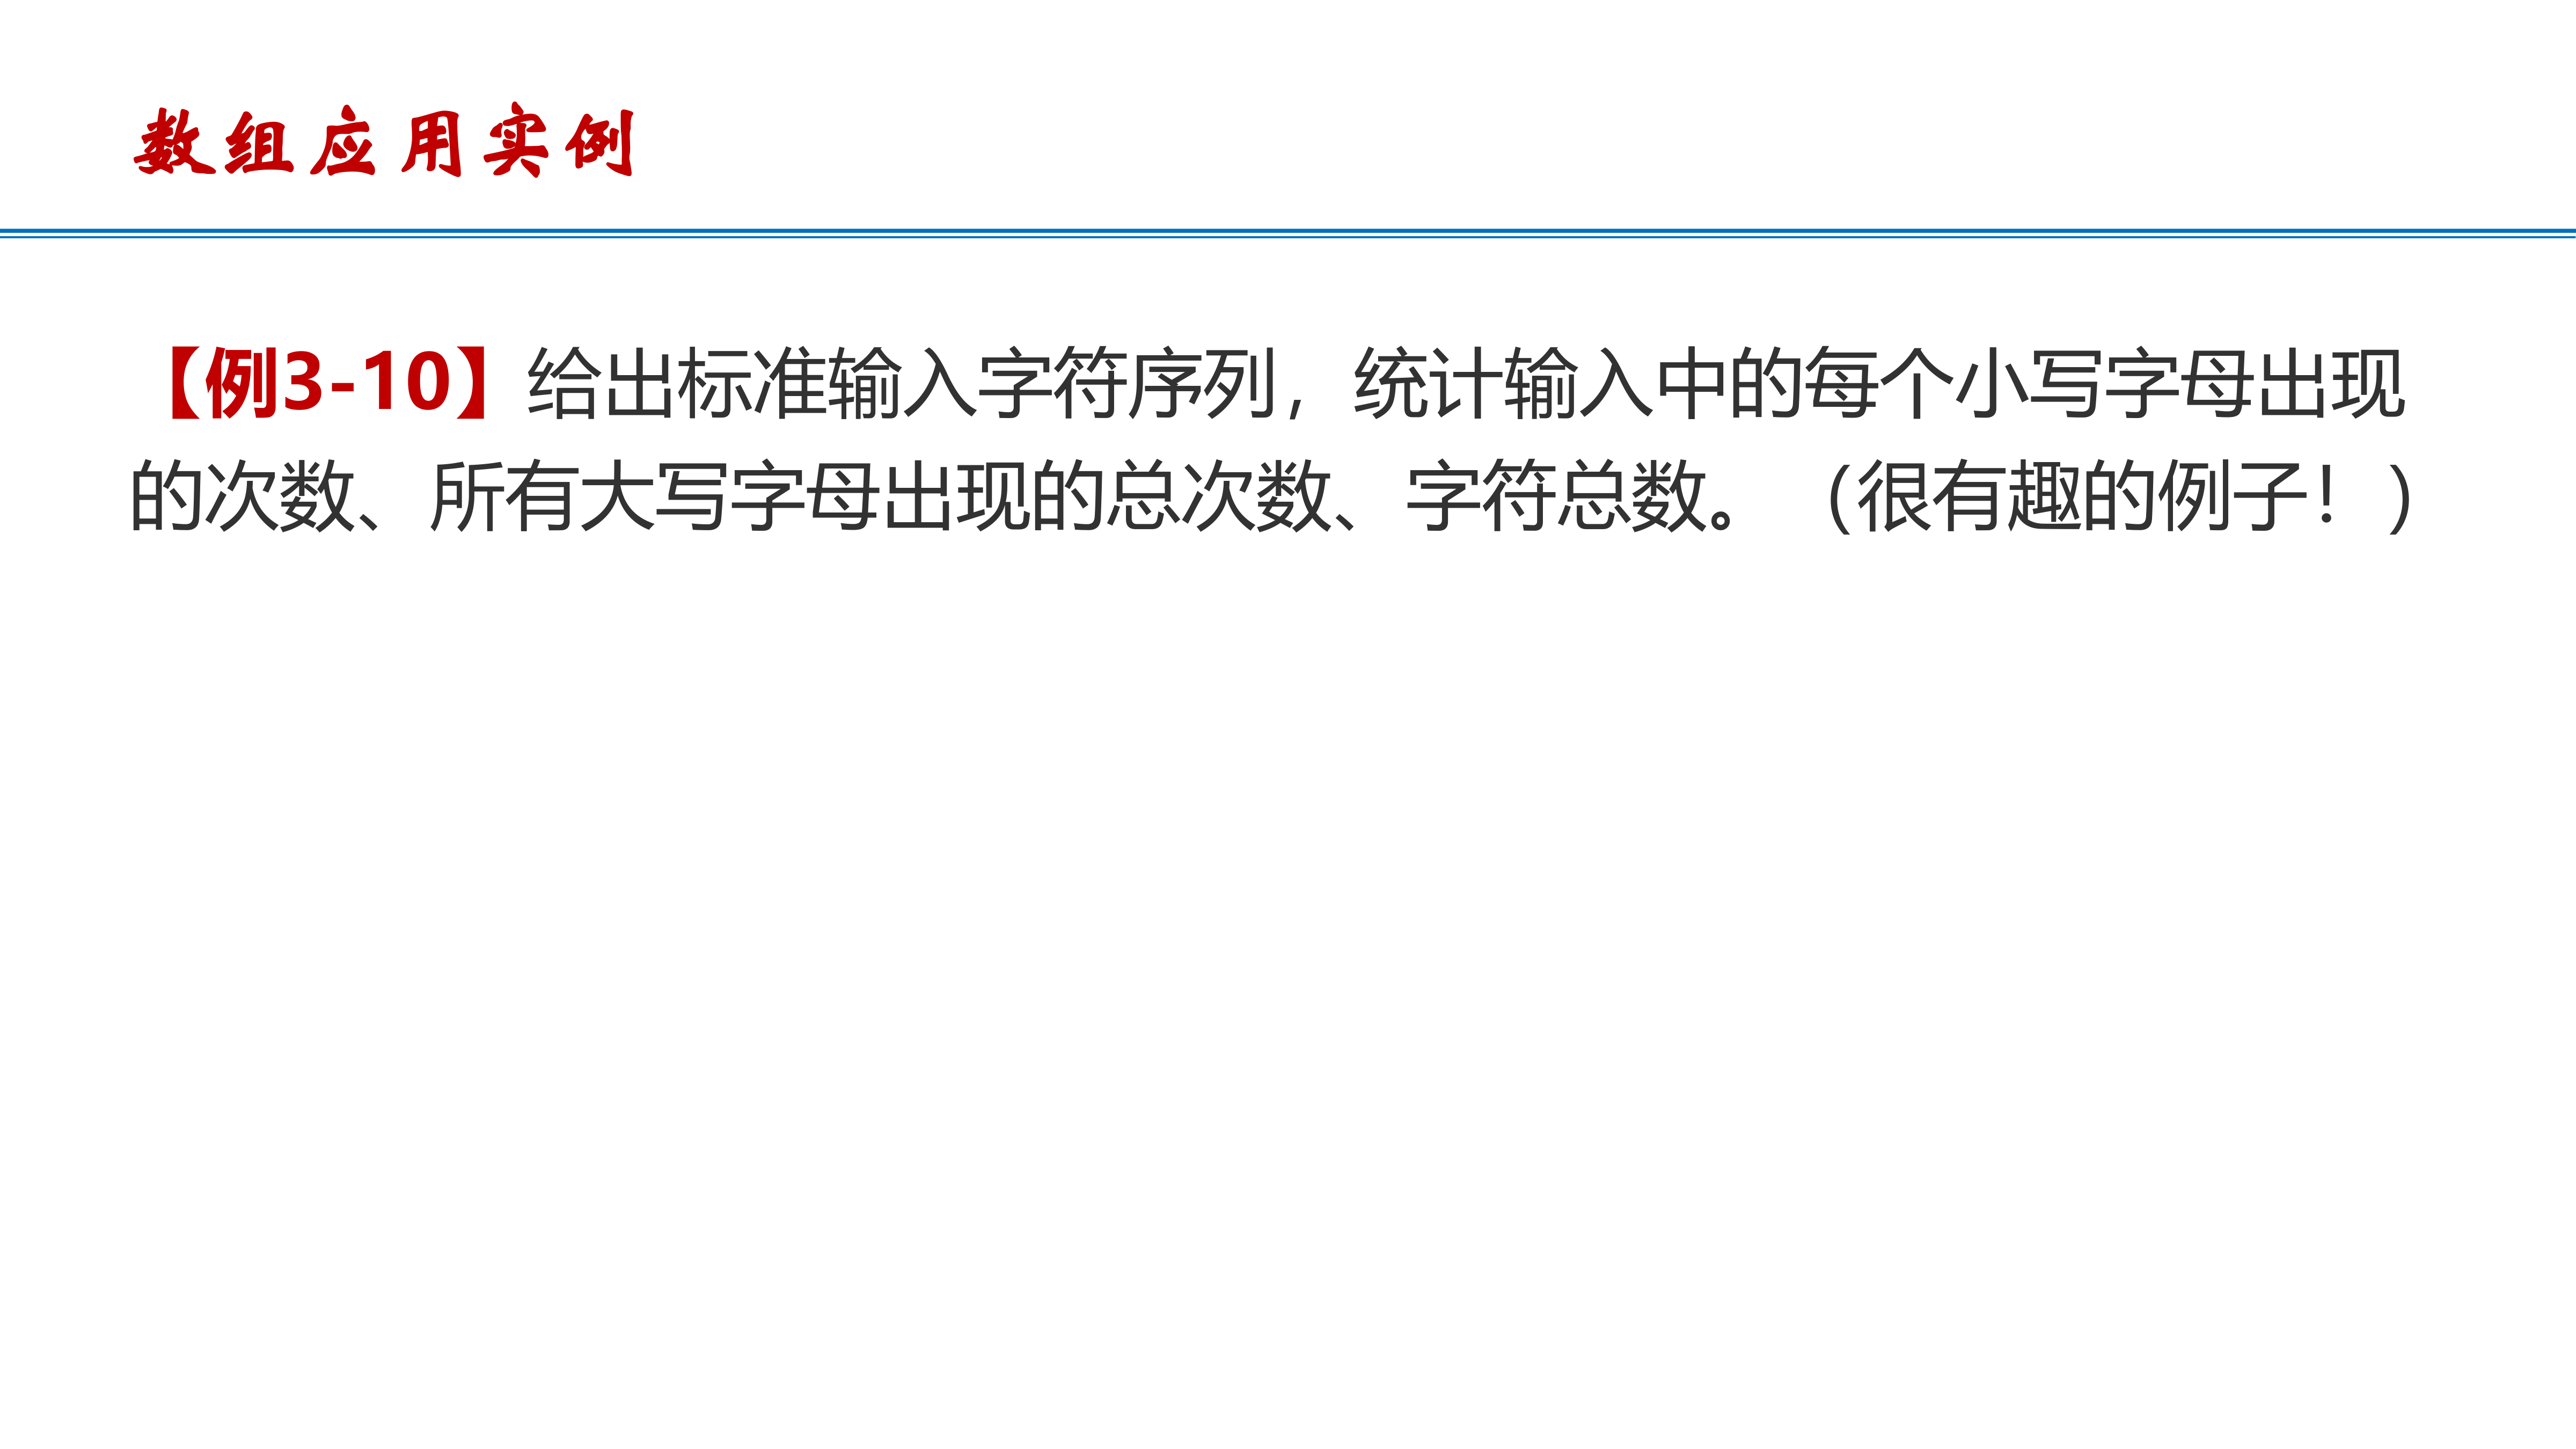 数组应用实例
【例3-10】给出标准输入字符序列，统计输入中的每个小写字母出现
的次数、所有大写字母出现的总次数、字符总数。（很有趣的例子！）